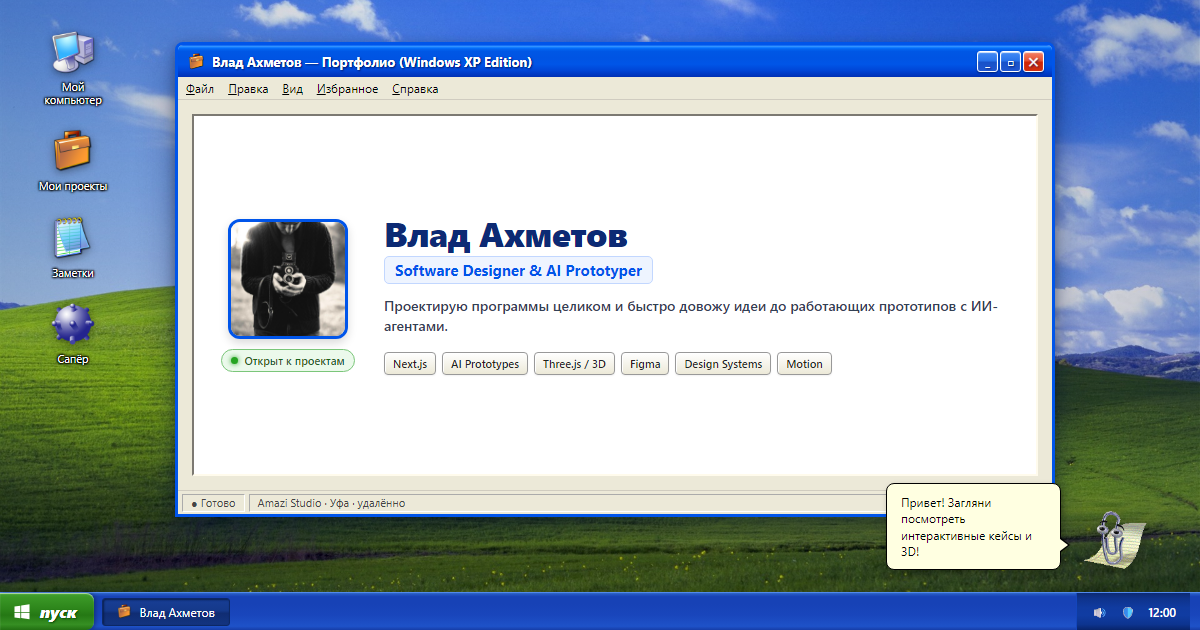 Мой
компьютер
Мои проекты
Заметки
Сапёр
Влад Ахметов — Портфолио (Windows XP Edition)
Файл Правка Вид Избранное Справка
Влад Ахметов
Software Designer & AI Prototyper
Проектирую программы целиком и быстро довожу идеи до работающих прототипов с ИИ-
агентами.
Открыт к проектам
Next.js AI Prototypes Three.js / 3D Figma Design Systems Motion
● Готово Amazi Studio · Уфа · удалённо
Привет! Загляни
посмотреть
интерактивные кейсы и
3D!
пуск Влад Ахметов 12:00